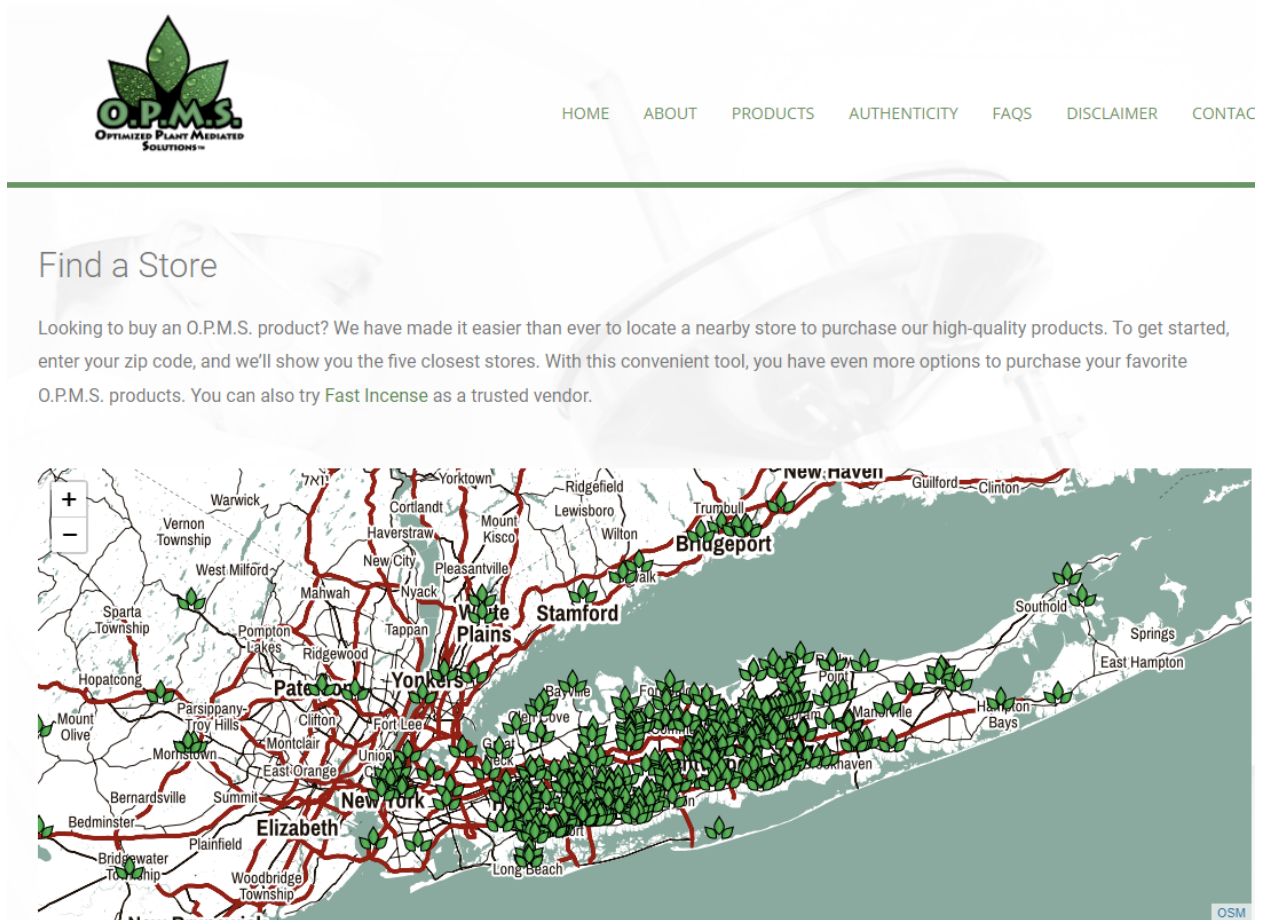 O.P.M.S.
OPTIMIZED PLANT MEDIATED
SOLUTIONS™
HOME ABOUT PRODUCTS AUTHENTICITY FAQS DISCLAIMER CONTAC
Find a Store
Looking to buy an O.P.M.S. product? We have made it easier than ever to locate a nearby store to purchase our high-quality products. To get started,
enter your zip code, and we'll show you the five closest stores. With this convenient tool, you have even more options to purchase your favorite
O.P.M.S. products. You can also try Fast Incense as a trusted vendor.
+
−
New Haven
Yorktown
Guilford
Clinton
Ridgefield
Warwick
Cortlandt
Trumbull
Lewisboro
Vernon
Township
Mount
Kisco
Haverstraw
Wilton
Bridgeport
New City
Pleasantville
West Milford
Mahwah
Nyack
Stamford
Southold
Sparta
Township
White
Plains
Pompton
Lakes
Tappan
Springs
Ridgewood
East Hampton
Hopatcong
Yonkers
Point
Bayville
Parsippany-
Troy Hills
Glen Cove
Hampton
Bays
Mount
Olive
Clifton
Fort Lee
Manorville
Montclair
Morristown
Union
East Orange
Bernardsville
Summit
New York
Bedminster
Elizabeth
Plainfield
Bridgewater
Township
Long Beach
Woodbridge
Township
New Brunswick
OSM